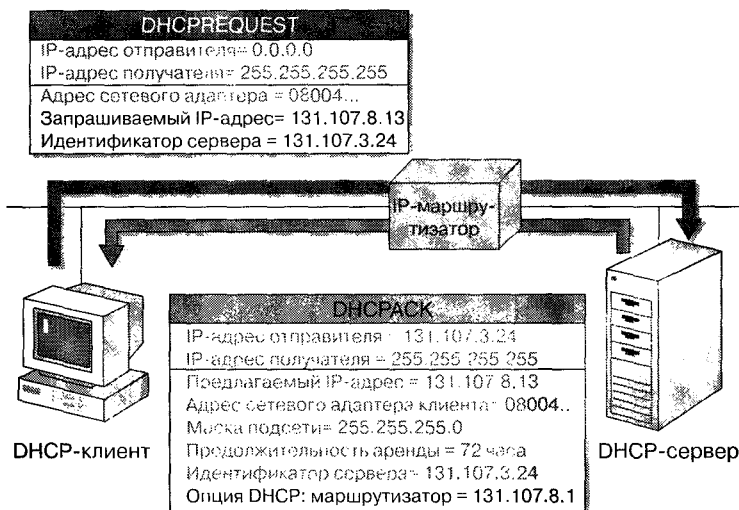 DHCPREQUEST
IP-адрес отправителя= 0.0.0.0
IP-адрес получателя= 255.255.255.255
Адрес сетевого адаптера = 08004...
Запрашиваемый IP-адрес= 131.107.8.13
Идентификатор сервера = 131.107.3.24
IP-маршру-
тизатор
DHCPACK
IP-адрес отправителя = 131.107.3.24
IP-адрес получателя = 255.255.255.255
Предлагаемый IP-адрес = 131.107.8.13
Адрес сетевого адаптера клиента= 08004..
Маска подсети= 255.255.255.0
Продолжительность аренды = 72 часа
Идентификатор сервера= 131.107.3.24
Опция DHCP: маршрутизатор = 131.107.8.1
DHCP-клиент
DHCP-сервер